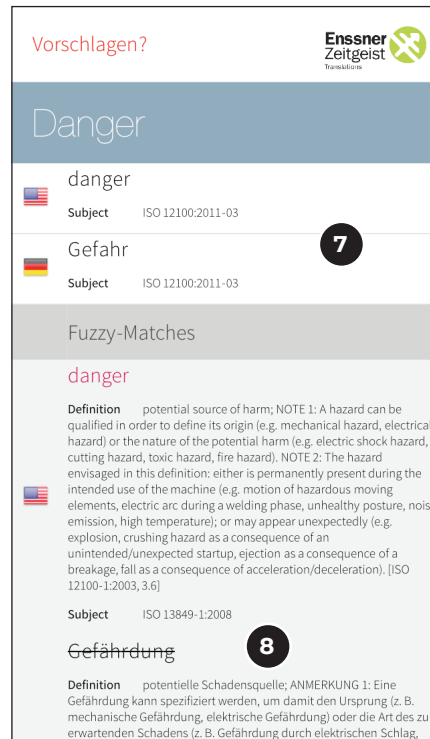 Vorschlagen?
Enssner
Zeitgeist
Translations
Danger
danger
Subject ISO 12100:2011-03
7
Gefahr
Subject ISO 12100:2011-03
Fuzzy-Matches
danger
Definition potential source of harm; NOTE 1: A hazard can be
qualified in order to define its origin (e.g. mechanical hazard, electrical
hazard) or the nature of the potential harm (e.g. electric shock hazard,
cutting hazard, toxic hazard, fire hazard). NOTE 2: The hazard
envisaged in this definition: either is permanently present during the
intended use of the machine (e.g. motion of hazardous moving
elements, electric arc during a welding phase, unhealthy posture, nois
emission, high temperature); or may appear unexpectedly (e.g.
explosion, crushing hazard as a consequence of an
unintended/unexpected startup, ejection as a consequence of a
breakage, fall as a consequence of acceleration/deceleration). [ISO
12100-1:2003, 3.6]
Subject ISO 13849-1:2008
Gefährdung
8
Definition potentielle Schadensquelle; ANMERKUNG 1: Eine
Gefährdung kann spezifiziert werden, um damit den Ursprung (z. B.
mechanische Gefährdung, elektrische Gefährdung) oder die Art des zu
erwartenden Schadens (z. B. Gefährdung durch elektrischen Schlag,